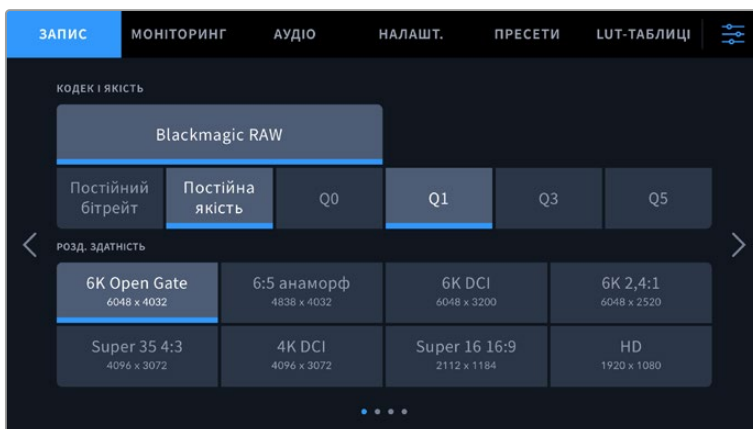 ЗАПИС МОНІТОРИНГ АУДІО НАЛАШТ. ПРЕСЕТИ LUT-ТАБЛИЦІ
КОДЕК І ЯКІСТЬ
Blackmagic RAW
Постійний бітрейт Постійна якість Q0 Q1 Q3 Q5
РОЗД. ЗДАТНІСТЬ
6K Open Gate 6:5 анаморф 6K DCI 6K 2,4:1
6048 x 4032 4838 x 4032 6048 x 3200 6048 x 2520
Super 35 4:3 4K DCI Super 16 16:9 HD
4096 x 3072 4096 x 3072 2112 x 1184 1920 x 1080